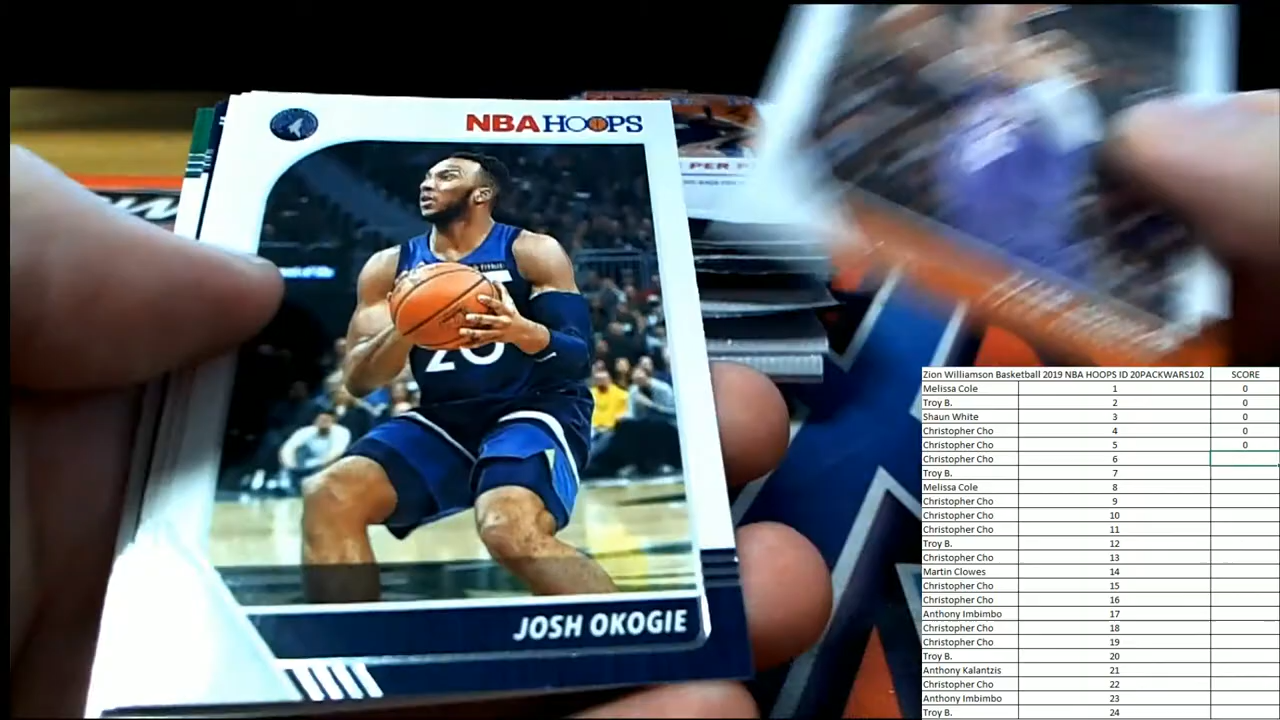 NBA HOOPS
PER P
fitbit
20
JOSH OKOGIE
Zion Williamson Basketball 2019 NBA HOOPS ID 20PACKWARS102 SCORE
Melissa Cole 1 0
Troy B. 2 0
Shaun White 3 0
Christopher Cho 4 0
Christopher Cho 5 0
Christopher Cho 6
Troy B. 7
Melissa Cole 8
Christopher Cho 9
Christopher Cho 10
Christopher Cho 11
Troy B. 12
Christopher Cho 13
Martin Clowes 14
Christopher Cho 15
Christopher Cho 16
Anthony Imbimbo 17
Christopher Cho 18
Christopher Cho 19
Troy B. 20
Anthony Kalantzis 21
Christopher Cho 22
Anthony Imbimbo 23
Troy B. 24